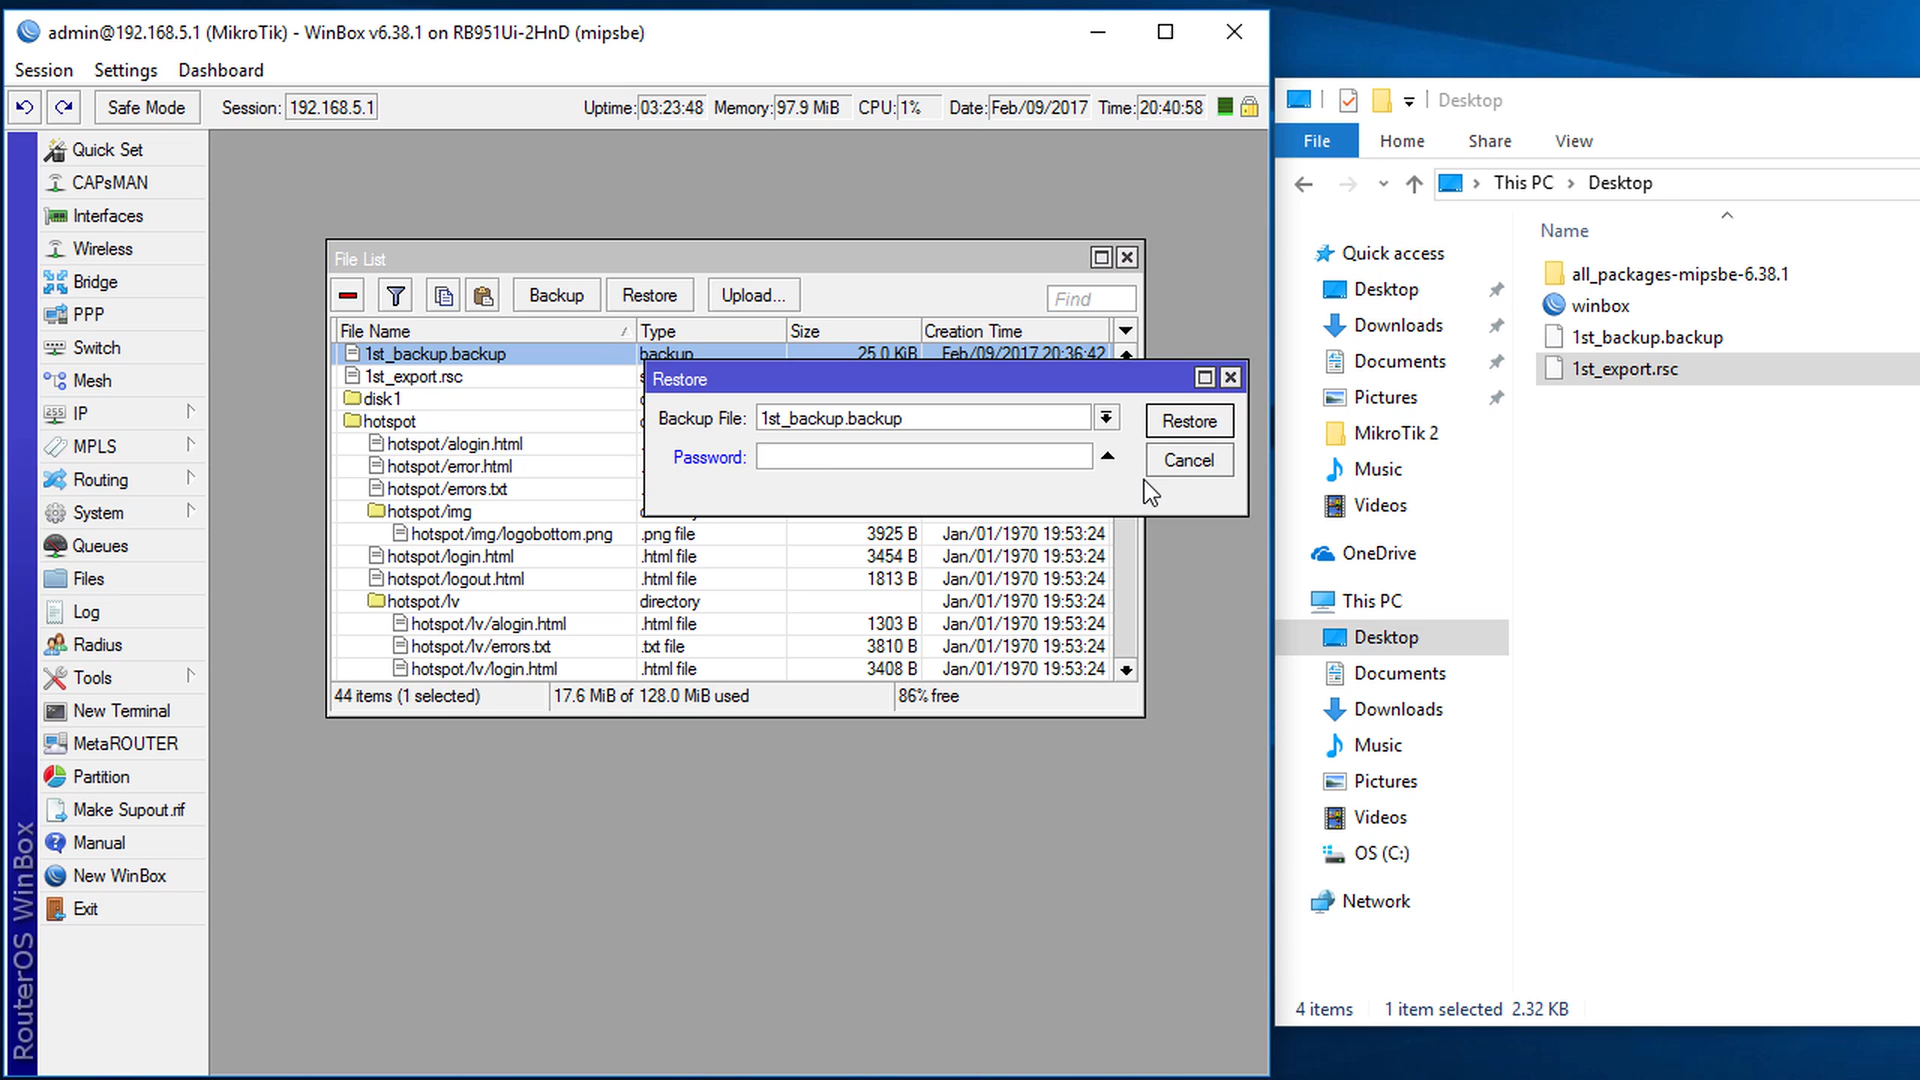 admin@192.168.5.1 (MikroTik) - WinBox v6.38.1 on RB951Ui-2HnD (mipsbe)
Session Settings Dashboard
Safe Mode Session: 192.168.5.1 Uptime: 03:23:48 Memory: 97.9 MiB CPU: 1% Date: Feb/09/2017 Time: 20:40:58
Quick Set
CAPsMAN
Interfaces
Wireless
Bridge
PPP
Switch
Mesh
IP
MPLS
Routing
System
Queues
Files
Log
Radius
Tools
New Terminal
MetaROUTER
Partition
Make Supout.rif
Manual
New WinBox
Exit
RouterOS WinBox
File List
Backup Restore Upload... Find
File Name Type Size Creation Time
1st_backup.backup backup 25.0 KiB Feb/09/2017 20:36:42
1st_export.rsc
disk1
hotspot
hotspot/alogin.html
hotspot/error.html
hotspot/errors.txt
hotspot/img
hotspot/img/logobottom.png .png file 3925 B Jan/01/1970 19:53:24
hotspot/login.html .html file 3454 B Jan/01/1970 19:53:24
hotspot/logout.html .html file 1813 B Jan/01/1970 19:53:24
hotspot/lv directory Jan/01/1970 19:53:24
hotspot/lv/alogin.html .html file 1303 B Jan/01/1970 19:53:24
hotspot/lv/errors.txt .txt file 3810 B Jan/01/1970 19:53:24
hotspot/lv/login.html .html file 3408 B Jan/01/1970 19:53:24
44 items (1 selected) 17.6 MiB of 128.0 MiB used 86% free
Restore
Backup File: 1st_backup.backup Restore
Password: Cancel
Desktop
File Home Share View
This PC Desktop
Quick access
Desktop
Downloads
Documents
Pictures
MikroTik 2
Music
Videos
OneDrive
This PC
Desktop
Documents
Downloads
Music
Pictures
Videos
OS (C:)
Network
Name
all_packages-mipsbe-6.38.1
winbox
1st_backup.backup
1st_export.rsc
4 items 1 item selected 2.32 KB